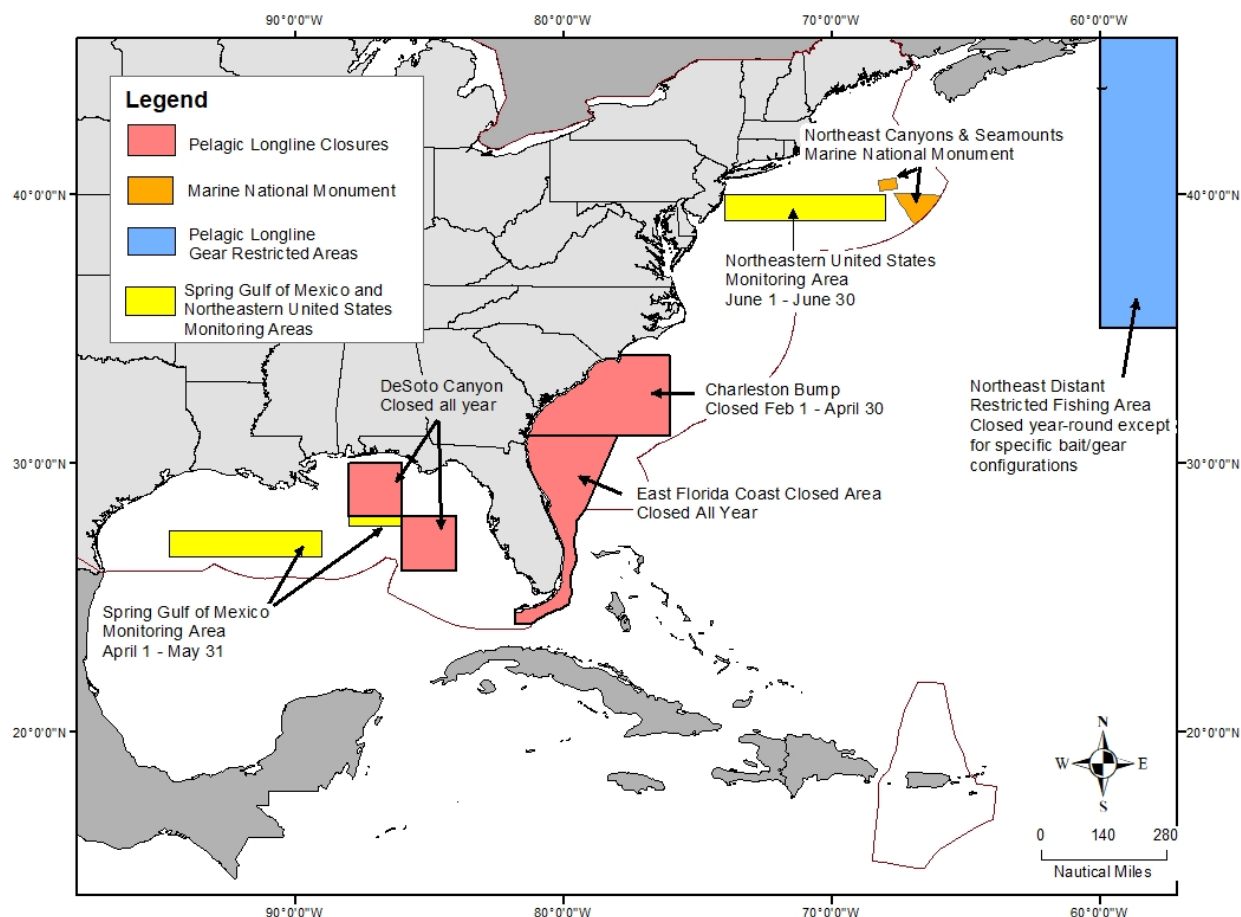 90°0'0"W
80°0'0"W
70°0'0"W
60°0'0"W
Legend
Pelagic Longline Closures
Marine National Monument
Pelagic Longline
Gear Restricted Areas
Spring Gulf of Mexico and
Northeastern United States
Monitoring Areas
Northeast Canyons & Seamounts
Marine National Monument
40°0'0"N
40°0'0"N
Northeastern United States
Monitoring Area
June 1 - June 30
DeSoto Canyon
Closed all year
Charleston Bump
Closed Feb 1 - April 30
Northeast Distant
Restricted Fishing Area
Closed year-round except
for specific bait/gear
configurations
30°0'0"N
30°0'0"N
East Florida Coast Closed Area
Closed All Year
Spring Gulf of Mexico
Monitoring Area
April 1 - May 31
20°0'0"N
20°0'0"N
N
W
E
S
0
140
280
Nautical Miles
90°0'0"W
80°0'0"W
70°0'0"W
60°0'0"W